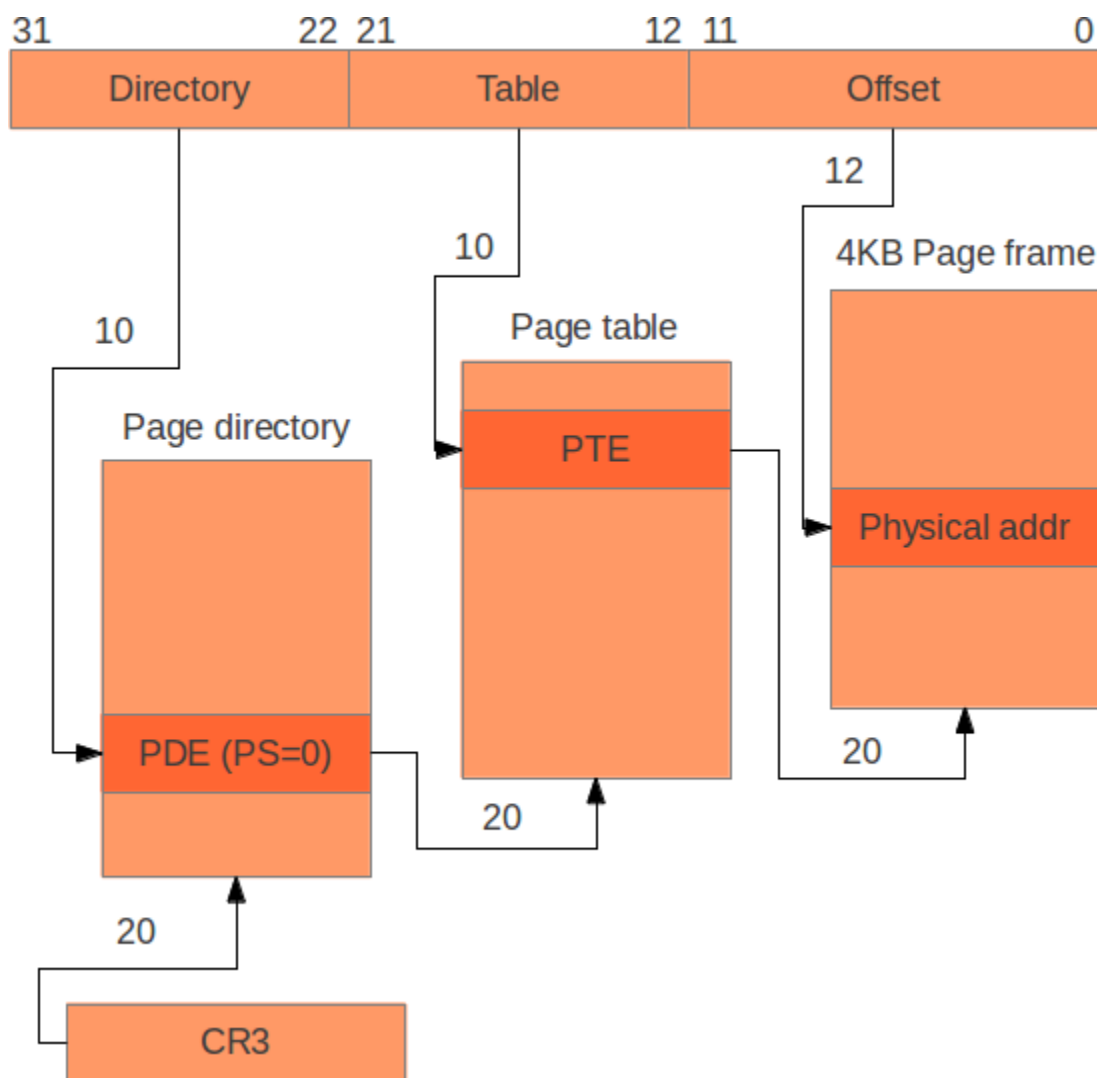 31 22 21 12 11 0
Directory Table Offset
12
10
4KB Page frame
10
Page table
Page directory
PTE
Physical addr
PDE (PS=0)
20
20
20
CR3